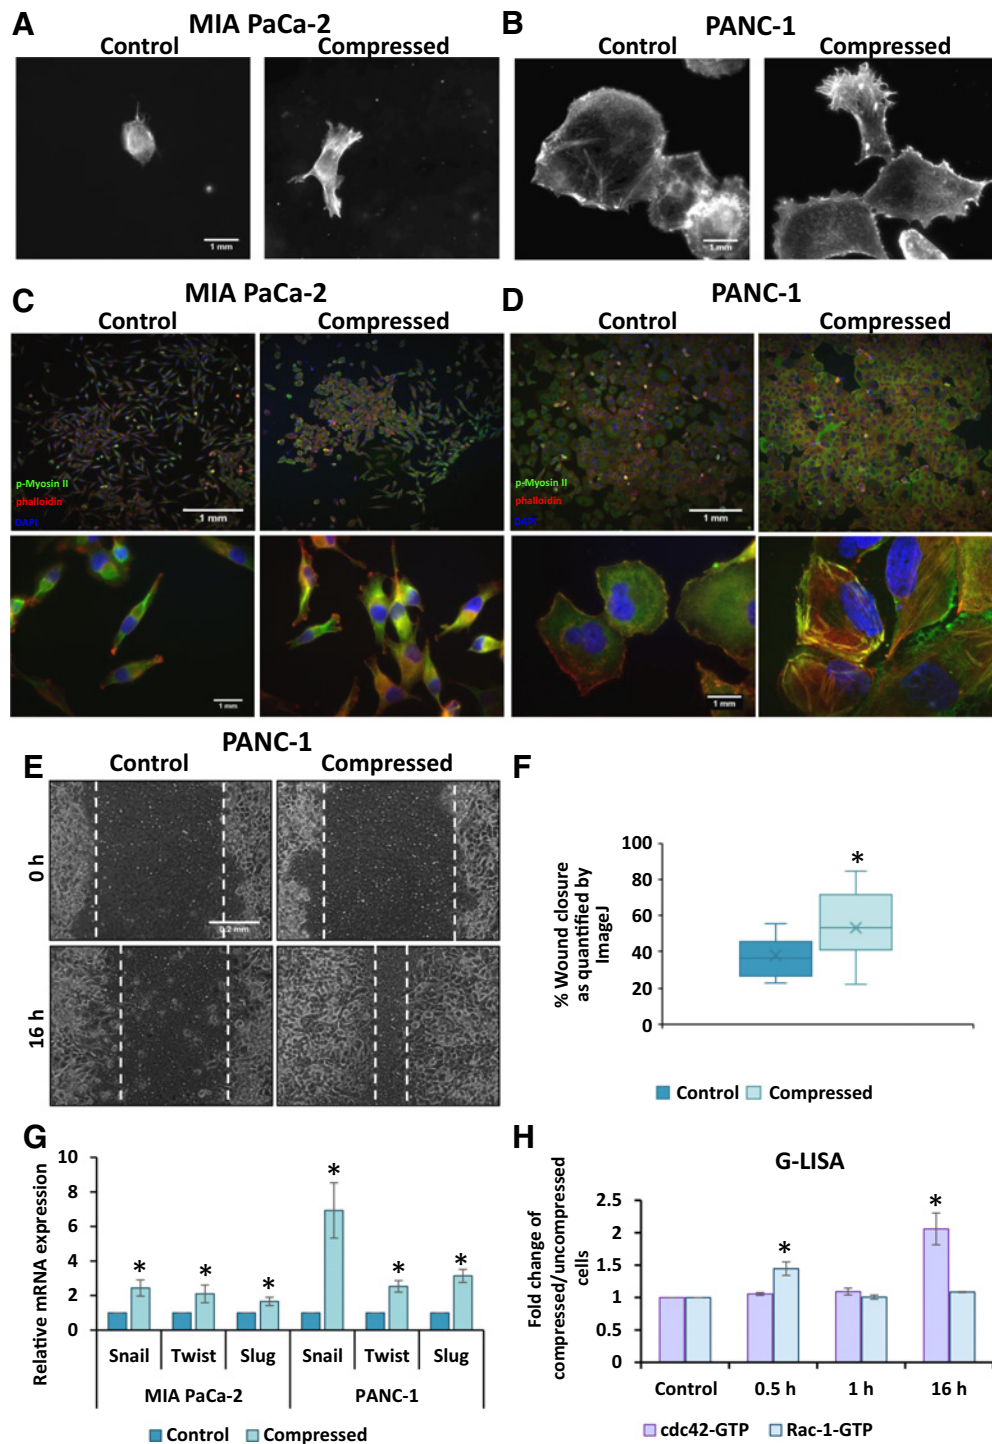 A
MIA PaCa-2
Control
Compressed
1 mm
B
PANC-1
Control
Compressed
1 mm
C
MIA PaCa-2
Control
Compressed
p-Myosin II
phalloidin
DAPI
1 mm
1 mm
D
PANC-1
Control
Compressed
p-Myosin II
phalloidin
DAPI
1 mm
1 mm
E
PANC-1
Control
Compressed
0 h
0.2 mm
16 h
F
% Wound closure
as quantified by
ImageJ
100
80
60
40
20
0
*
Control
Compressed
G
Relative mRNA expression
10
8
6
4
2
0
*
*
*
*
*
*
Snail
Twist
Slug
Snail
Twist
Slug
MIA PaCa-2
PANC-1
Control
Compressed
H
G-LISA
Fold change of
compressed/uncompressed
cells
2.5
2
1.5
1
0.5
0
*
*
Control
0.5 h
1 h
16 h
cdc42-GTP
Rac-1-GTP